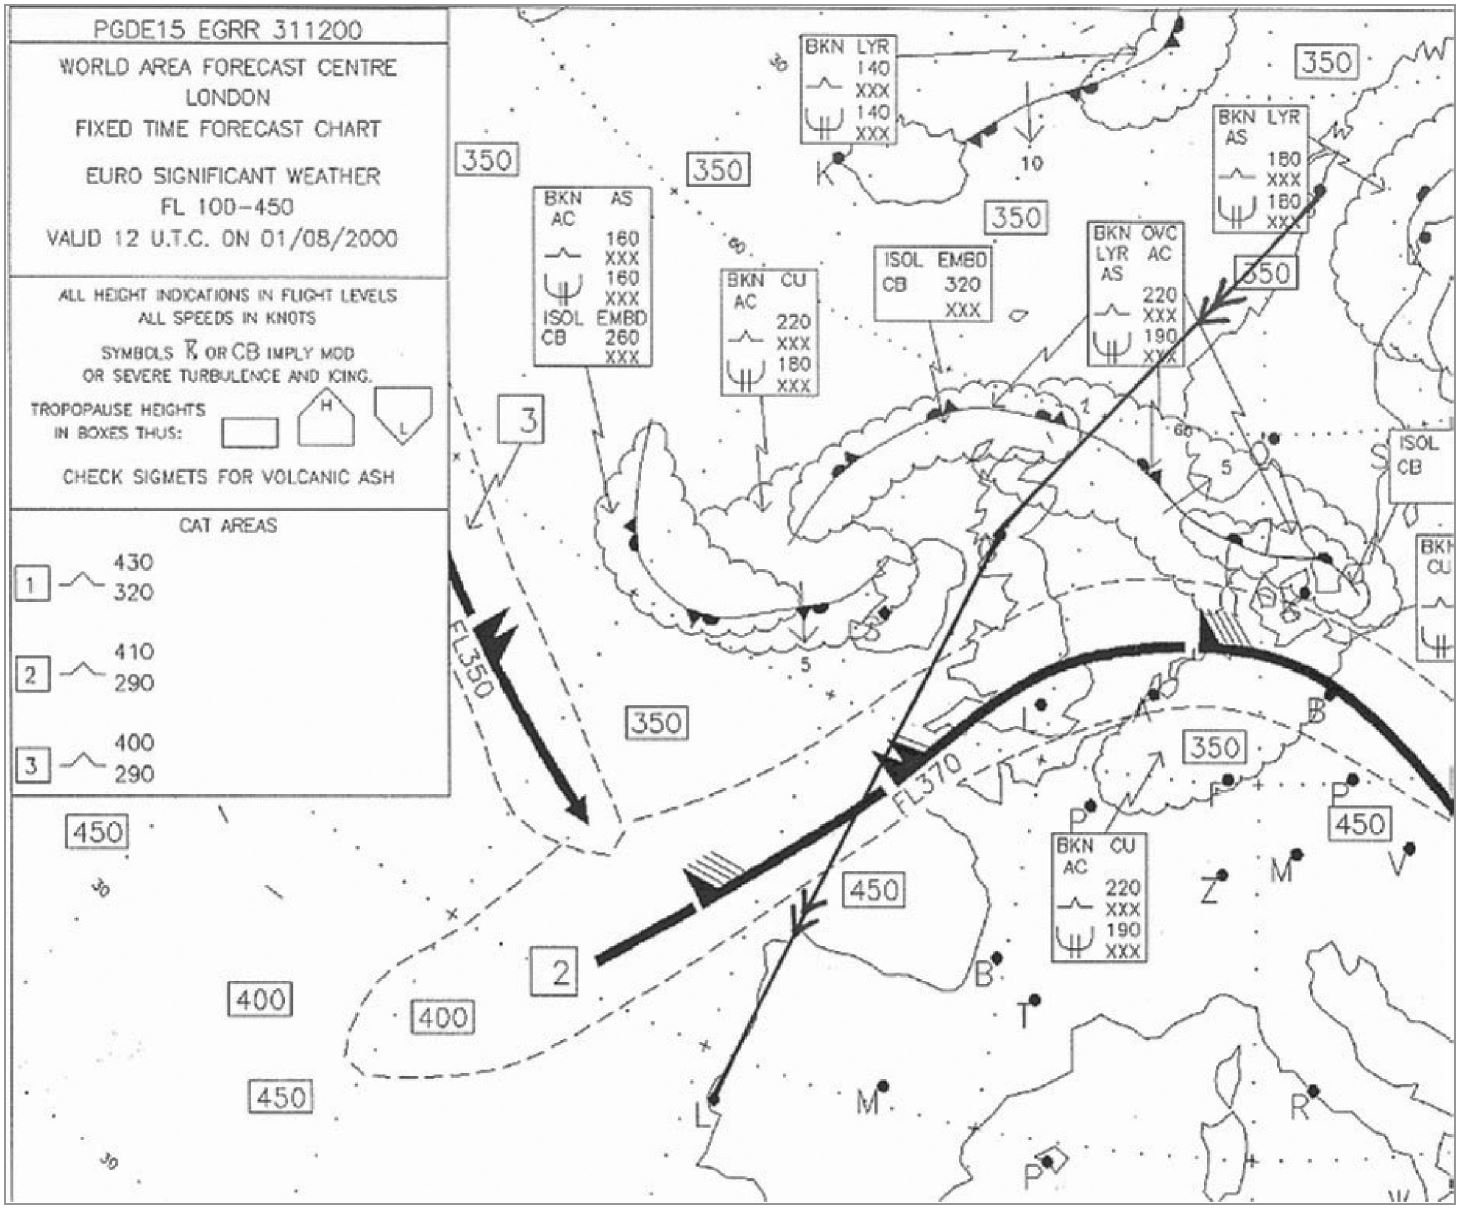 PGDE15 EGRR 311200
WORLD AREA FORECAST CENTRE
LONDON
FIXED TIME FORECAST CHART
EURO SIGNIFICANT WEATHER
FL 100-450
VALID 12 U.T.C. ON 01/08/2000
ALL HEIGHT INDICATIONS IN FLIGHT LEVELS
ALL SPEEDS IN KNOTS
SYMBOLS OR CB IMPLY MOD
OR SEVERE TURBULENCE AND ICING.
TROPOPAUSE HEIGHTS
IN BOXES THUS:
H
L
CHECK SIGMETS FOR VOLCANIC ASH
CAT AREAS
1
430
320
2
410
290
3
400
290
BKN LYR
140
XXX
140
XXX
350
350
350
30
K
10
BKN LYR
AS
180
XXX
180
XXX
BKN AS
AC
160
XXX
160
XXX
ISOL EMBD
CB 260
XXX
60
350
BKN CU
AC
220
XXX
180
XXX
ISOL EMBD
CB 320
XXX
BKN OVC
LYR AC
AS
220
XXX
190
XXX
350
3
60
5
S
O
ISOL
CB
BKN
CU
K
FL350
5
350
L
A
B
350
FL370
P
F
P
450
450
30
450
BKN CU
AC
220
XXX
190
XXX
Z
M
V
2
B
T
400
400
450
L
M
R
30
P